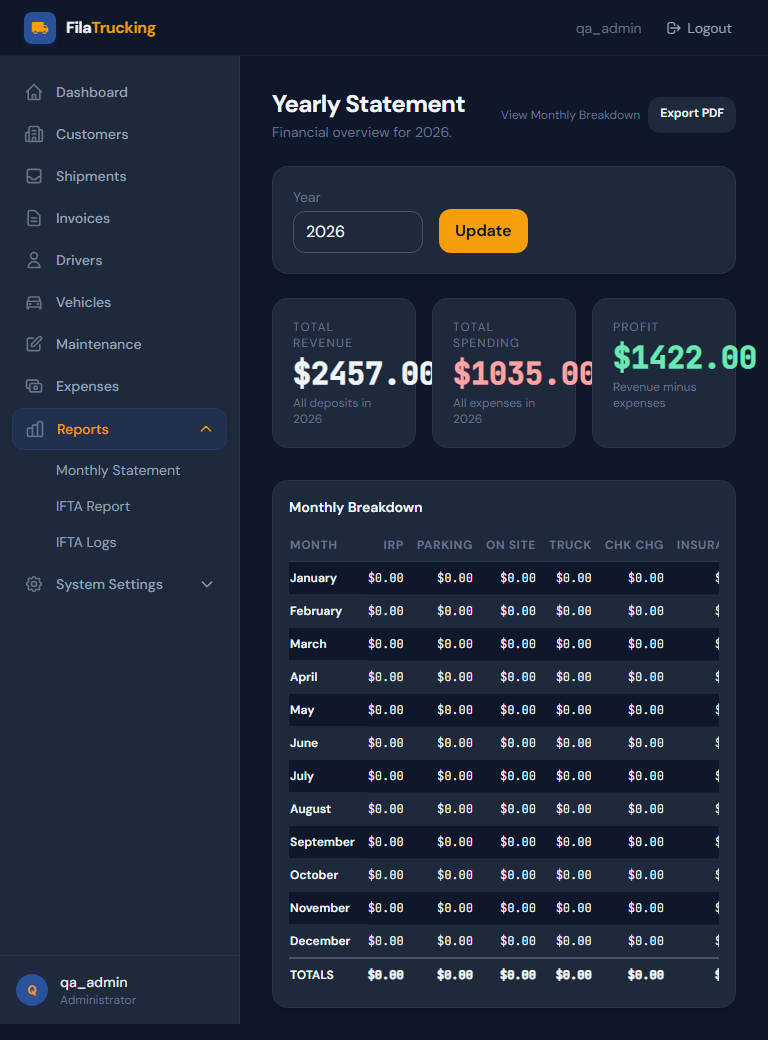 FilaTrucking
qa_admin
Logout
Dashboard
Customers
Shipments
Invoices
Drivers
Vehicles
Maintenance
Expenses
Reports
Monthly Statement
IFTA Report
IFTA Logs
System Settings
Q
qa_admin
Administrator
Yearly Statement
Financial overview for 2026.
View Monthly Breakdown
Export PDF
Year
2026
Update
TOTAL
REVENUE
$2457.00
All deposits in
2026
TOTAL
SPENDING
$1035.00
All expenses in
2026
PROFIT
$1422.00
Revenue minus
expenses
Monthly Breakdown
MONTH IRP PARKING ON SITE TRUCK CHK CHG INSURA
January $0.00 $0.00 $0.00 $0.00 $0.00 $
February $0.00 $0.00 $0.00 $0.00 $0.00 $
March $0.00 $0.00 $0.00 $0.00 $0.00 $
April $0.00 $0.00 $0.00 $0.00 $0.00 $
May $0.00 $0.00 $0.00 $0.00 $0.00 $
June $0.00 $0.00 $0.00 $0.00 $0.00 $
July $0.00 $0.00 $0.00 $0.00 $0.00 $
August $0.00 $0.00 $0.00 $0.00 $0.00 $
September $0.00 $0.00 $0.00 $0.00 $0.00 $
October $0.00 $0.00 $0.00 $0.00 $0.00 $
November $0.00 $0.00 $0.00 $0.00 $0.00 $
December $0.00 $0.00 $0.00 $0.00 $0.00 $
TOTALS $0.00 $0.00 $0.00 $0.00 $0.00 $